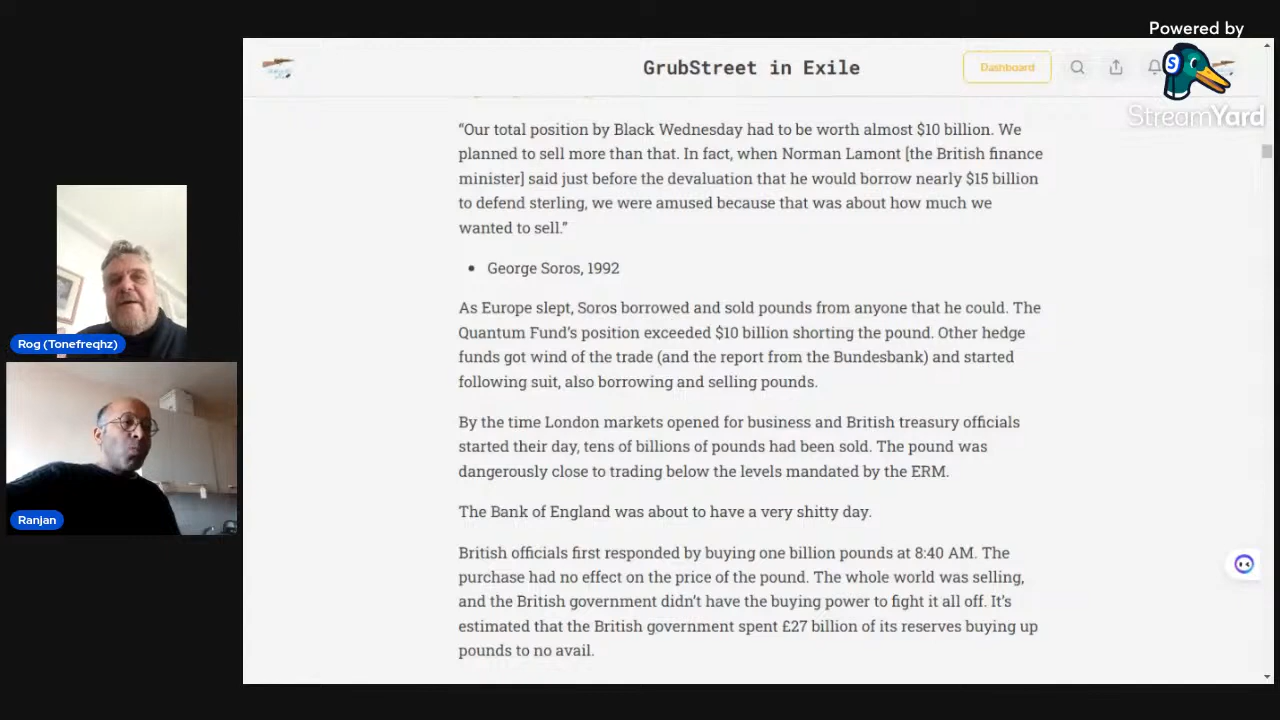 Powered by
StreamYard
GrubStreet in Exile
Dashboard
“Our total position by Black Wednesday had to be worth almost $10 billion. We
planned to sell more than that. In fact, when Norman Lamont [the British finance
minister] said just before the devaluation that he would borrow nearly $15 billion
to defend sterling, we were amused because that was about how much we
wanted to sell.”
George Soros, 1992
As Europe slept, Soros borrowed and sold pounds from anyone that he could. The
Quantum Fund’s position exceeded $10 billion shorting the pound. Other hedge
funds got wind of the trade (and the report from the Bundesbank) and started
following suit, also borrowing and selling pounds.
By the time London markets opened for business and British treasury officials
started their day, tens of billions of pounds had been sold. The pound was
dangerously close to trading below the levels mandated by the ERM.
The Bank of England was about to have a very shitty day.
British officials first responded by buying one billion pounds at 8:40 AM. The
purchase had no effect on the price of the pound. The whole world was selling,
and the British government didn’t have the buying power to fight it all off. It’s
estimated that the British government spent £27 billion of its reserves buying up
pounds to no avail.
Rog (Tonefreqhz)
Ranjan